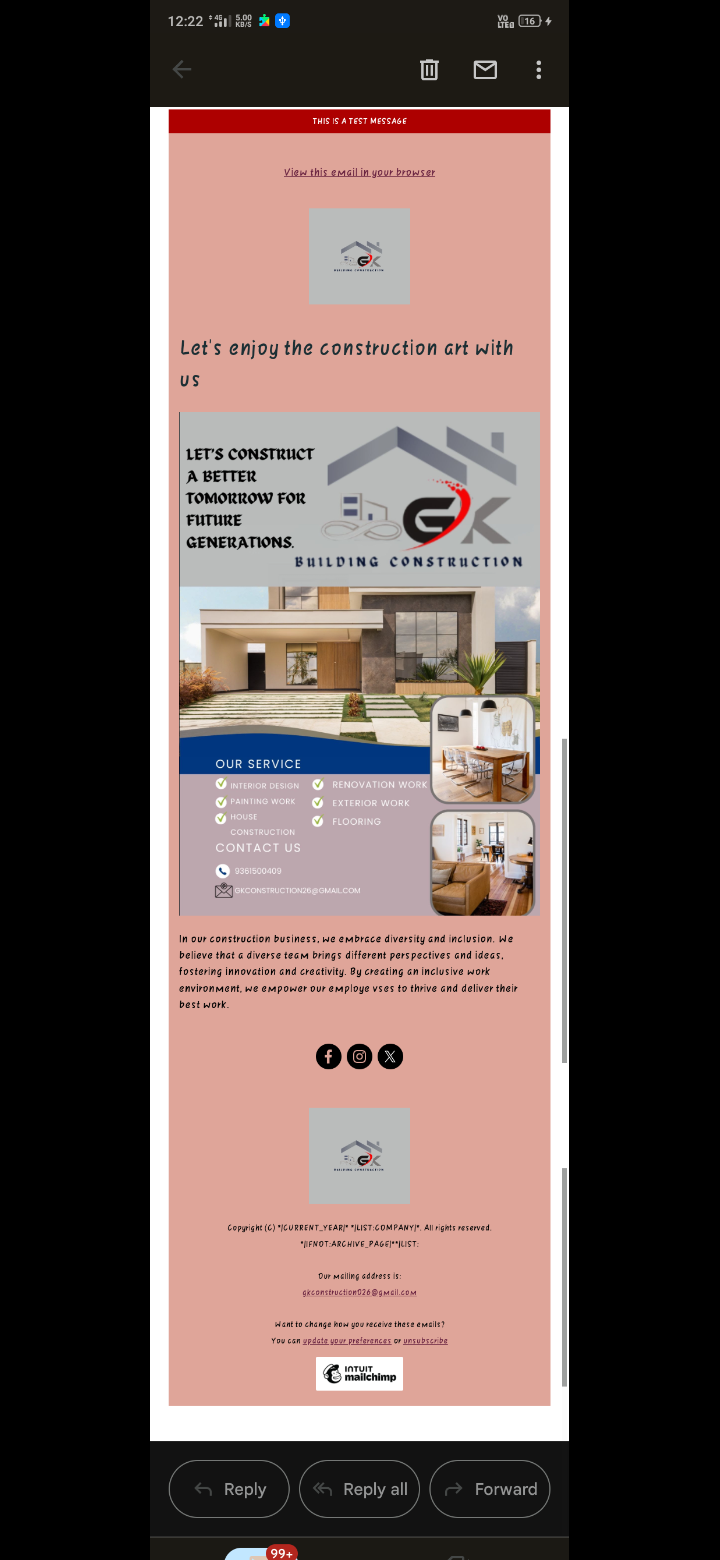 12:22
4G
5.00
KB/S
VO
LTE
16
THIS IS A TEST MESSAGE
View this email in your browser
GK
BUILDING CONSTRUCTION
Let's enjoy the construction art with
us
LET'S CONSTRUCT
A BETTER
TOMORROW FOR
FUTURE
GENERATIONS.
GK
BUILDING CONSTRUCTION
OUR SERVICE
INTERIOR DESIGN
RENOVATION WORK
PAINTING WORK
EXTERIOR WORK
HOUSE
CONSTRUCTION
FLOORING
CONTACT US
9361500409
GKCONSTRUCTION26@GMAIL.COM
In our construction business, we embrace diversity and inclusion. We
believe that a diverse team brings different perspectives and ideas,
fostering innovation and creativity. By creating an inclusive work
environment, we empower our employe vses to thrive and deliver their
best work.
GK
BUILDING CONSTRUCTION
Copyright (C) *|CURRENT_YEAR|* *|LIST:COMPANY|*. All rights reserved.
*|IFNOT:ARCHIVE_PAGE|**|LIST:
Our mailing address is:
gkconstruction026@gmail.com
Want to change how you receive these emails?
You can update your preferences or unsubscribe
INTUIT
mailchimp
Reply
Reply all
Forward
99+